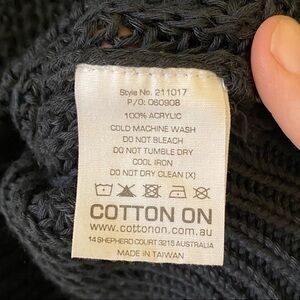 Style No. 211017
P/O: 060908
100% ACRYLIC
COLD MACHINE WASH
DO NOT BLEACH
DO NOT TUMBLE DRY
COOL IRON
DO NOT DRY CLEAN (X)
COTTON ON
www.cottonon.com.au
14 SHEPHERD COURT 3215 AUSTRALIA
MADE IN TAIWAN